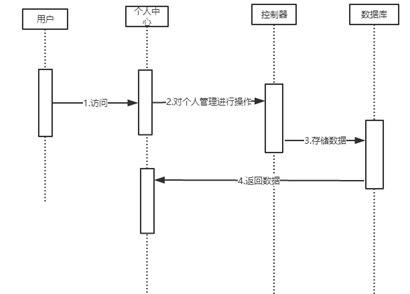 用户
个人中
心
控制器
数据库
1.访问
2.对个人管理进行操作
3.存储数据
4.返回数据